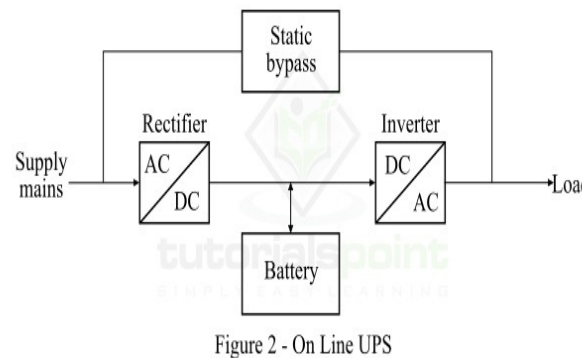 Static
bypass
Rectifier
Inverter
Supply
mains
AC
DC
DC
AC
Load
Battery
tutorialspoint
SIMPLY EASY LEARNING
Figure 2 - On Line UPS